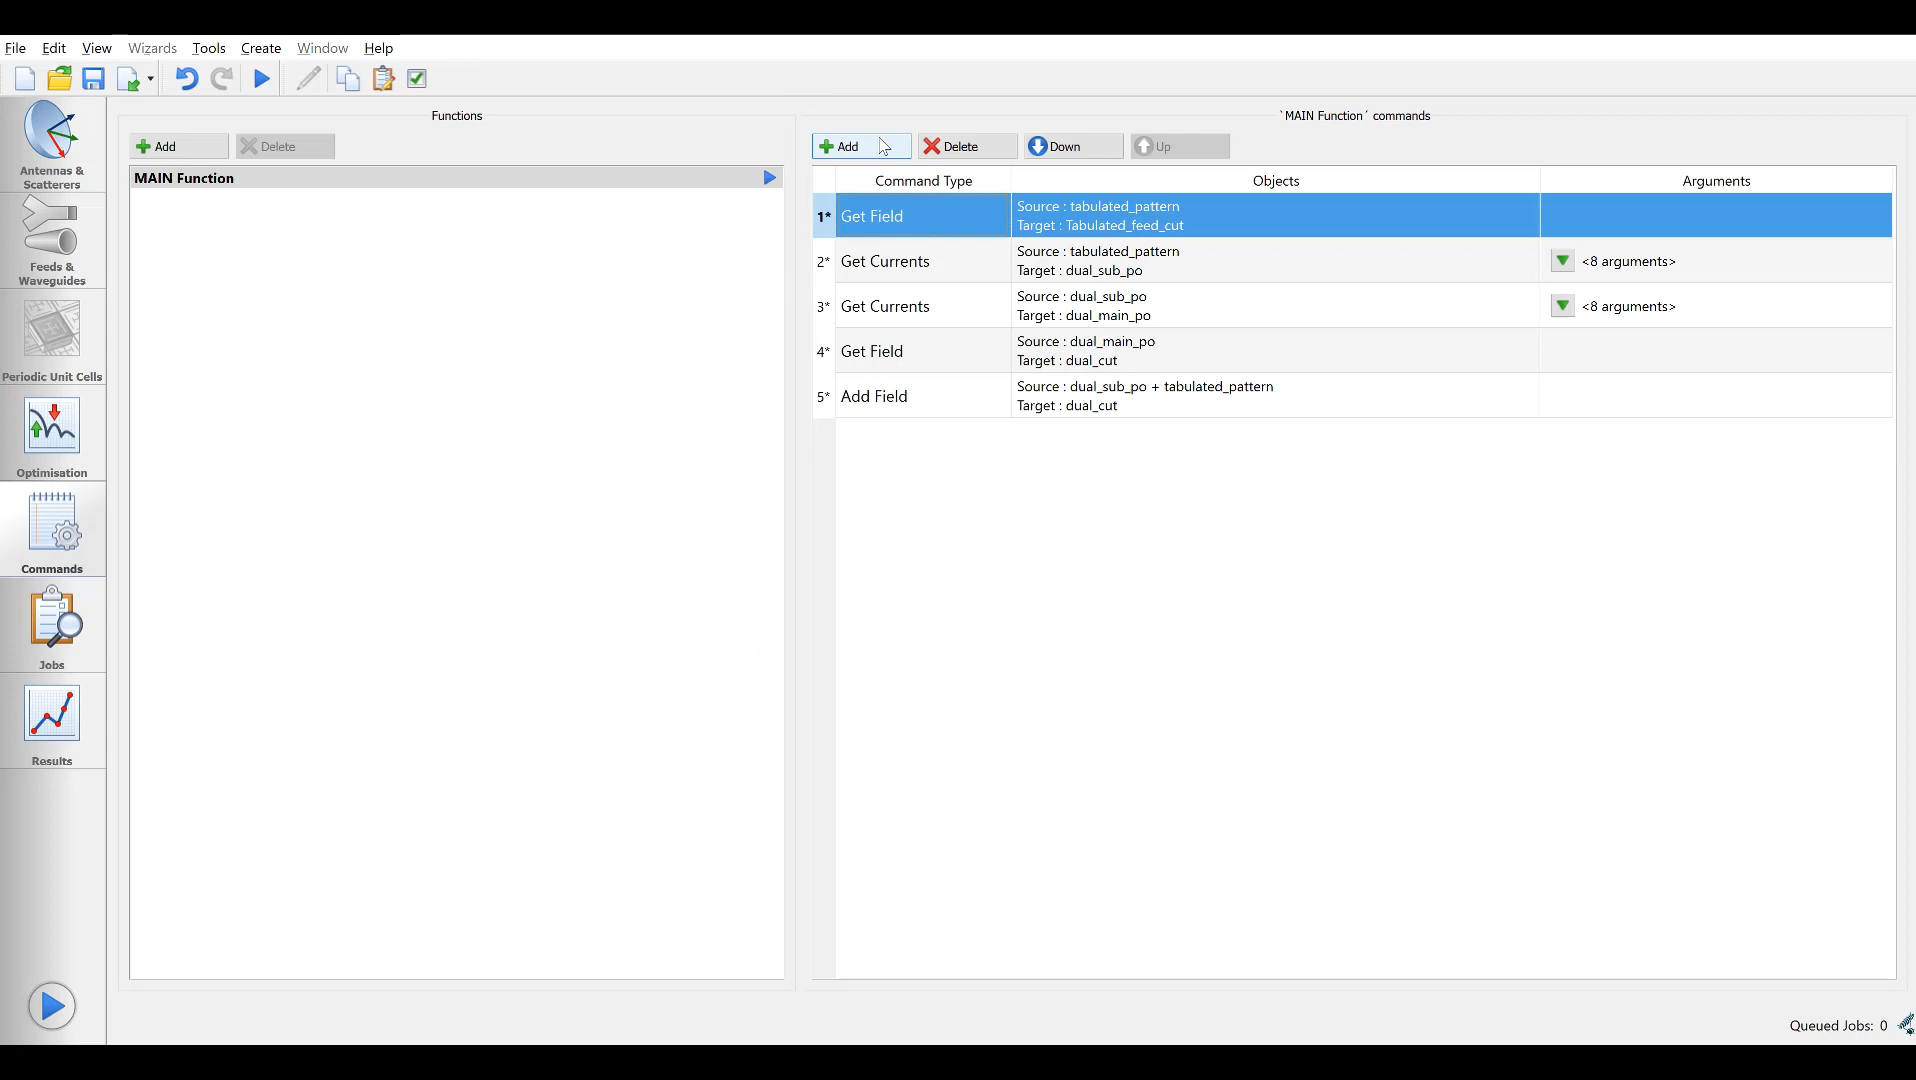 File Edit View Wizards Tools Create Window Help
Functions
`MAIN Function´ commands
Add Delete
Add Delete Down Up
MAIN Function
Command Type Objects Arguments
1* Get Field Source : tabulated_pattern
Target : Tabulated_feed_cut
2* Get Currents Source : tabulated_pattern
Target : dual_sub_po
<8 arguments>
3* Get Currents Source : dual_sub_po
Target : dual_main_po
<8 arguments>
4* Get Field Source : dual_main_po
Target : dual_cut
5* Add Field Source : dual_sub_po + tabulated_pattern
Target : dual_cut
Antennas &
Scatterers
Feeds &
Waveguides
Periodic Unit Cells
Optimisation
Commands
Jobs
Results
Queued Jobs: 0